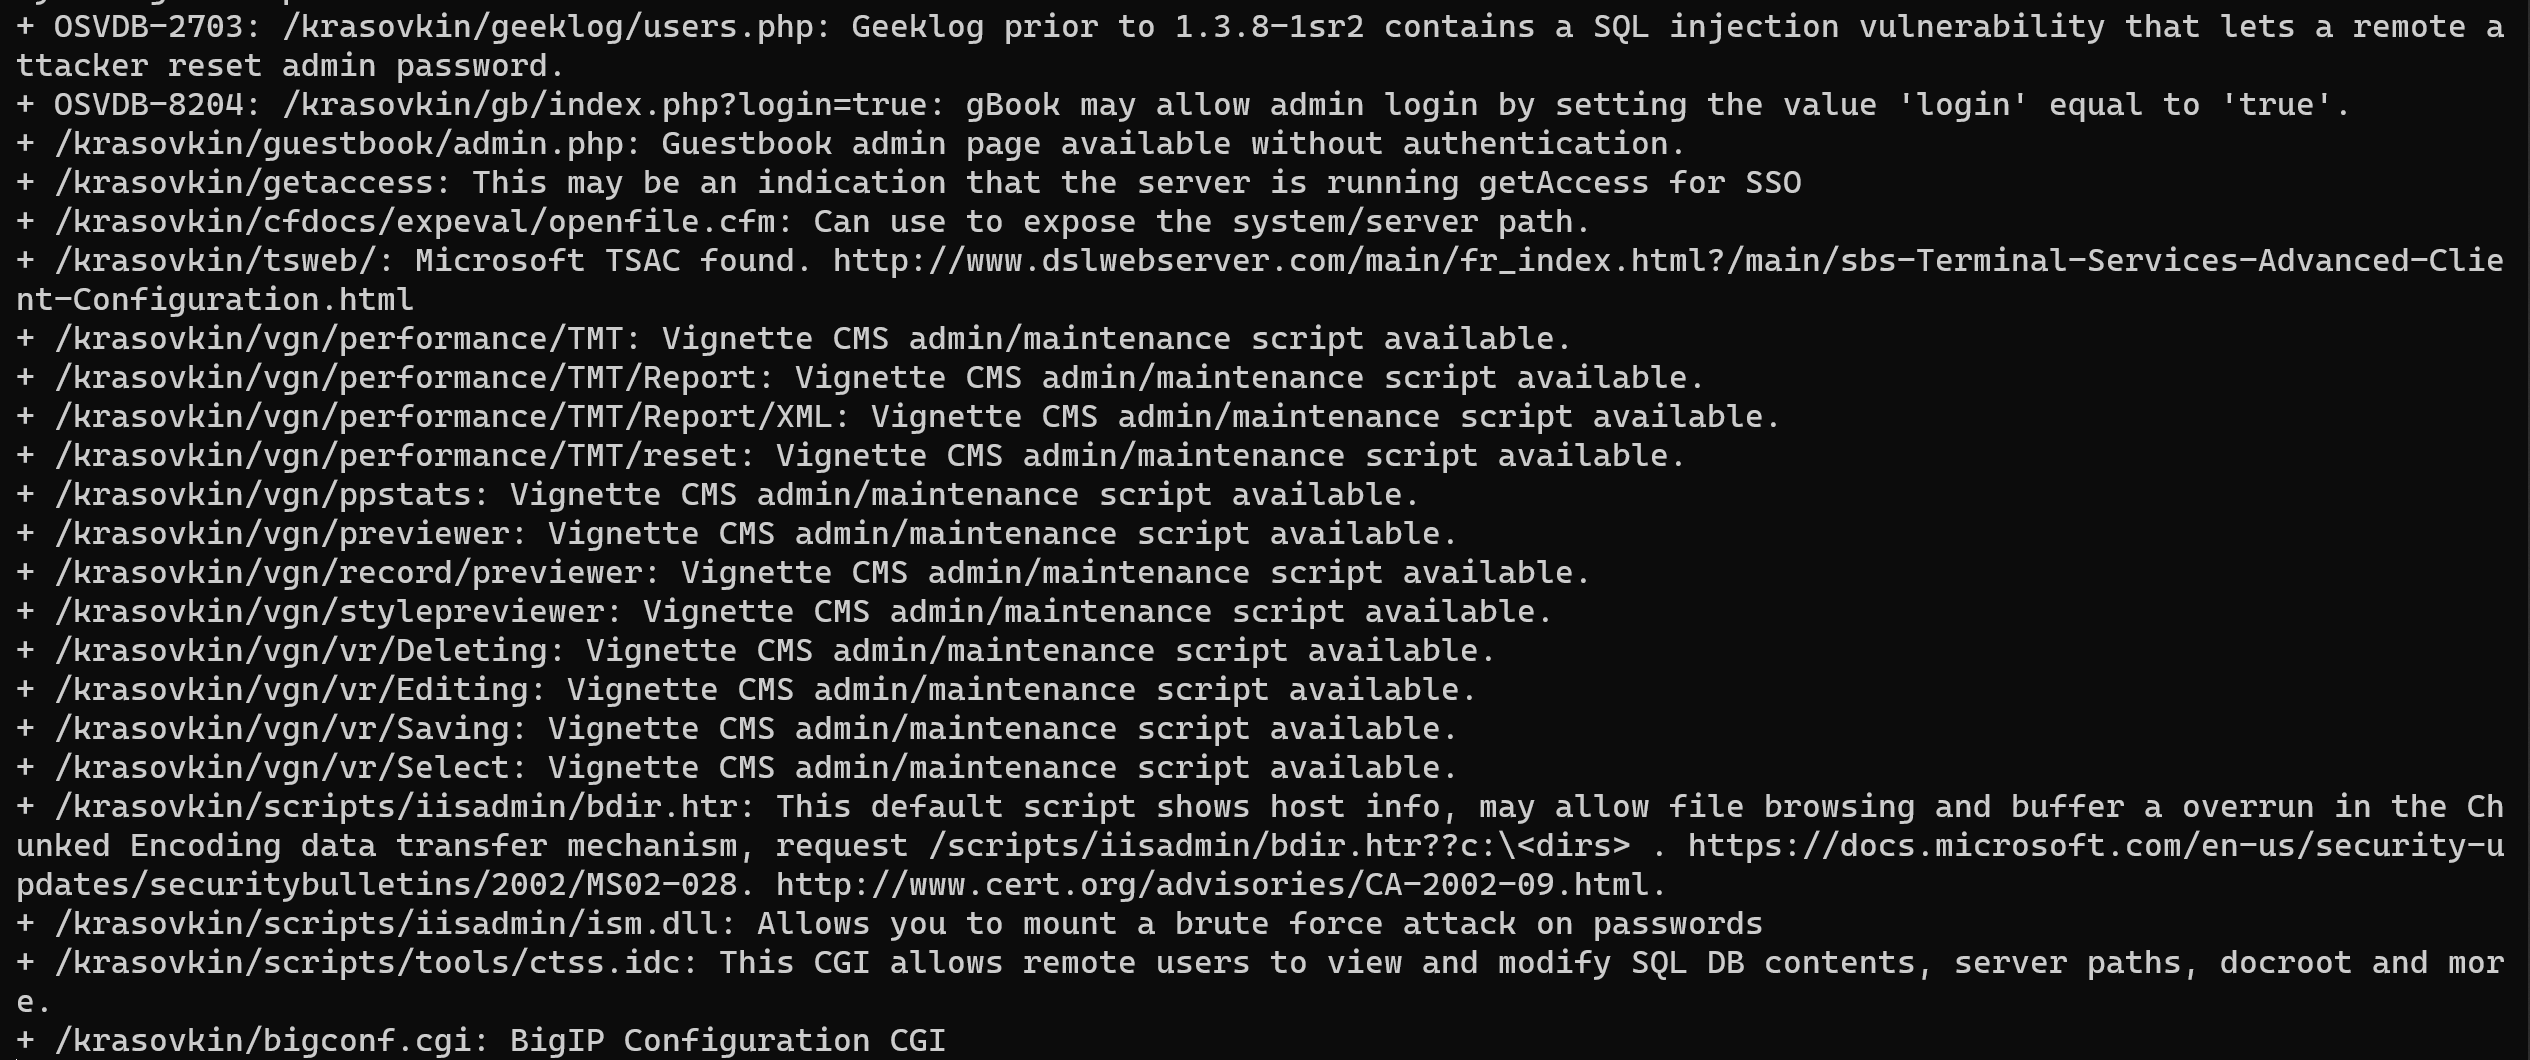 + OSVDB-2703: /krasovkin/geeklog/users.php: Geeklog prior to 1.3.8-1sr2 contains a SQL injection vulnerability that lets a remote a
ttacker reset admin password.
+ OSVDB-8204: /krasovkin/gb/index.php?login=true: gBook may allow admin login by setting the value 'login' equal to 'true'.
+ /krasovkin/guestbook/admin.php: Guestbook admin page available without authentication.
+ /krasovkin/getaccess: This may be an indication that the server is running getAccess for SSO
+ /krasovkin/cfdocs/expeval/openfile.cfm: Can use to expose the system/server path.
+ /krasovkin/tsweb/: Microsoft TSAC found. http://www.dslwebserver.com/main/fr_index.html?/main/sbs-Terminal-Services-Advanced-Clie
nt-Configuration.html
+ /krasovkin/vgn/performance/TMT: Vignette CMS admin/maintenance script available.
+ /krasovkin/vgn/performance/TMT/Report: Vignette CMS admin/maintenance script available.
+ /krasovkin/vgn/performance/TMT/Report/XML: Vignette CMS admin/maintenance script available.
+ /krasovkin/vgn/performance/TMT/reset: Vignette CMS admin/maintenance script available.
+ /krasovkin/vgn/ppstats: Vignette CMS admin/maintenance script available.
+ /krasovkin/vgn/previewer: Vignette CMS admin/maintenance script available.
+ /krasovkin/vgn/record/previewer: Vignette CMS admin/maintenance script available.
+ /krasovkin/vgn/stylepreviewer: Vignette CMS admin/maintenance script available.
+ /krasovkin/vgn/vr/Deleting: Vignette CMS admin/maintenance script available.
+ /krasovkin/vgn/vr/Editing: Vignette CMS admin/maintenance script available.
+ /krasovkin/vgn/vr/Saving: Vignette CMS admin/maintenance script available.
+ /krasovkin/vgn/vr/Select: Vignette CMS admin/maintenance script available.
+ /krasovkin/scripts/iisadmin/bdir.htr: This default script shows host info, may allow file browsing and buffer a overrun in the Ch
unked Encoding data transfer mechanism, request /scripts/iisadmin/bdir.htr??c:\<dirs> . https://docs.microsoft.com/en-us/security-u
pdates/securitybulletins/2002/MS02-028. http://www.cert.org/advisories/CA-2002-09.html.
+ /krasovkin/scripts/iisadmin/ism.dll: Allows you to mount a brute force attack on passwords
+ /krasovkin/scripts/tools/ctss.idc: This CGI allows remote users to view and modify SQL DB contents, server paths, docroot and mor
e.
+ /krasovkin/bigconf.cgi: BigIP Configuration CGI